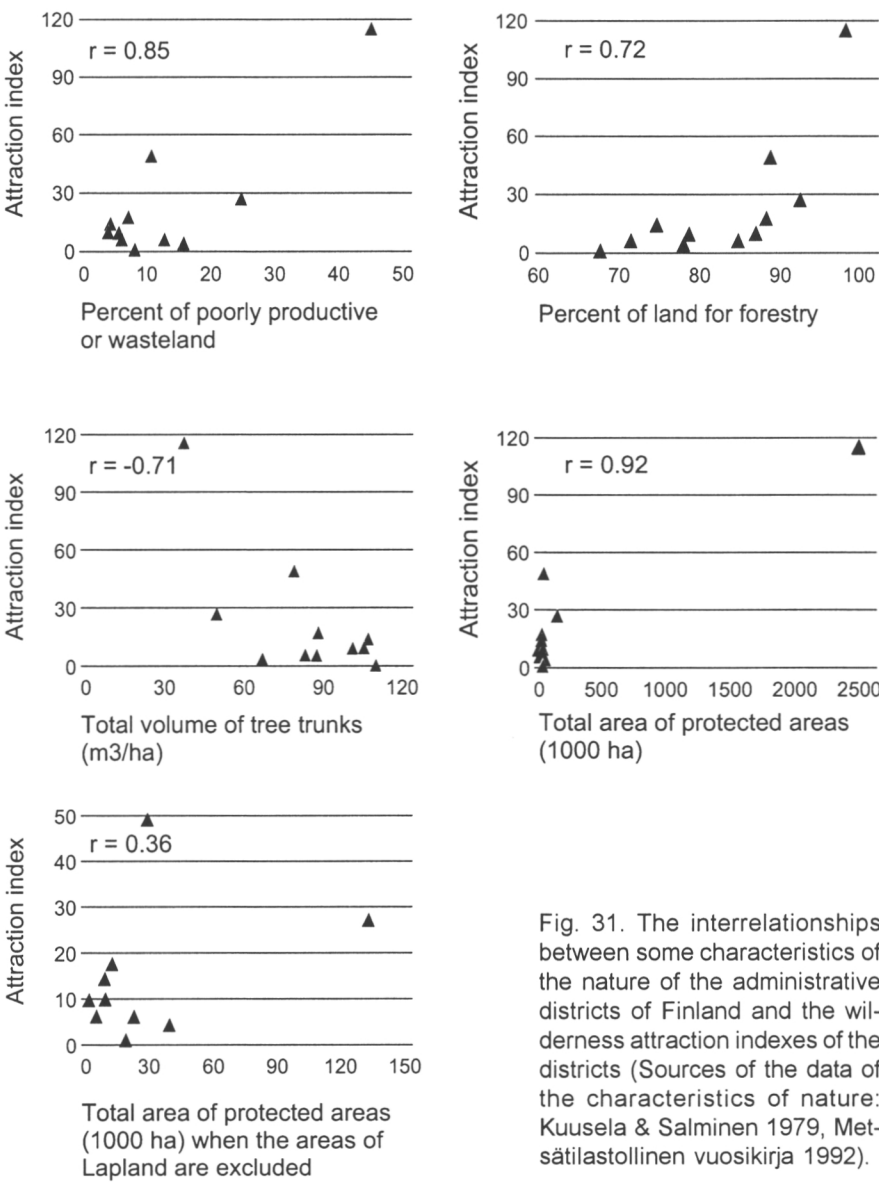 Attraction index
120
90
60
30
0
r = 0.85
0 10 20 30 40 50
Percent of poorly productive
or wasteland
Attraction index
120
90
60
30
0
r = 0.72
60 70 80 90 100
Percent of land for forestry
Attraction index
120
90
60
30
0
r = -0.71
0 30 60 90 120
Total volume of tree trunks
(m3/ha)
Attraction index
120
90
60
30
0
r = 0.92
0 500 1000 1500 2000 2500
Total area of protected areas
(1000 ha)
Attraction index
50
40
30
20
10
0
r = 0.36
0 30 60 90 120 150
Total area of protected areas
(1000 ha) when the areas of
Lapland are excluded
Fig. 31. The interrelationships
between some characteristics of
the nature of the administrative
districts of Finland and the wil-
derness attraction indexes of the
districts (Sources of the data of
the characteristics of nature:
Kuusela & Salminen 1979, Met-
sätilastollinen vuosikirja 1992).